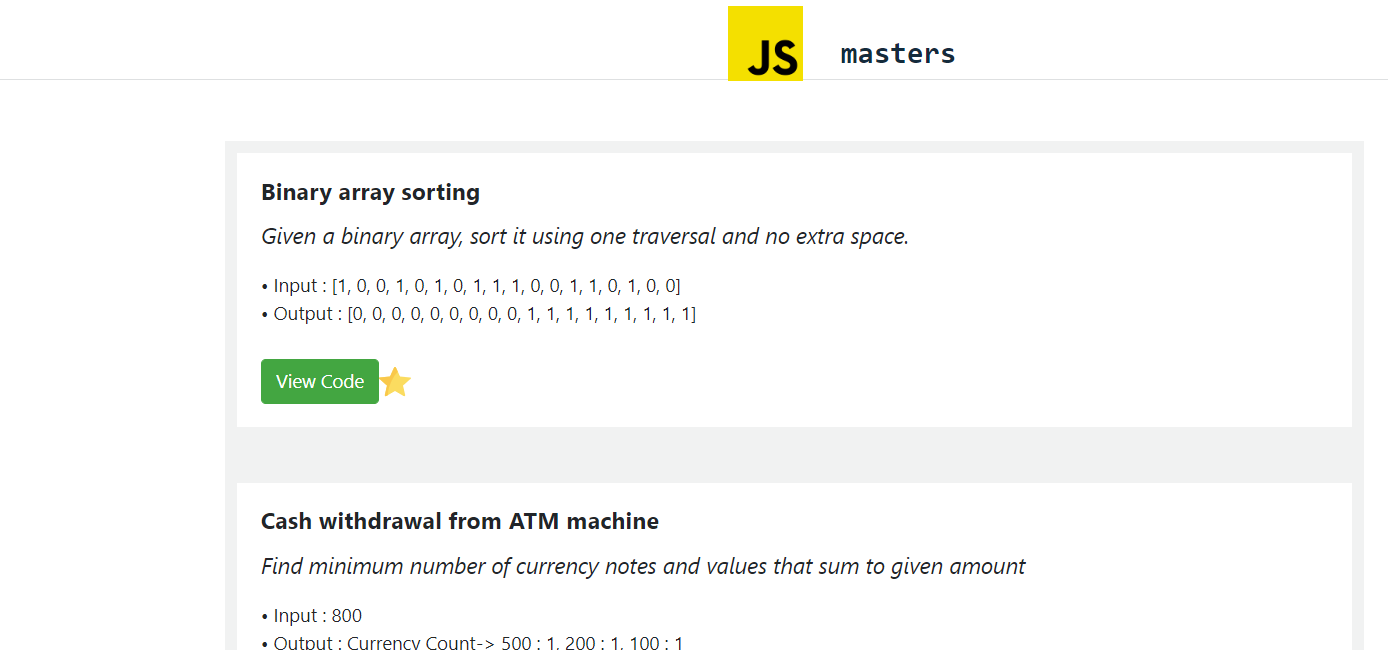 JS masters
Binary array sorting
Given a binary array, sort it using one traversal and no extra space.
• Input : [1, 0, 0, 1, 0, 1, 0, 1, 1, 1, 0, 0, 1, 1, 0, 1, 0, 0]
• Output : [0, 0, 0, 0, 0, 0, 0, 0, 0, 1, 1, 1, 1, 1, 1, 1, 1, 1]
View Code
Cash withdrawal from ATM machine
Find minimum number of currency notes and values that sum to given amount
• Input : 800
• Output : Currency Count-> 500 : 1, 200 : 1, 100 : 1